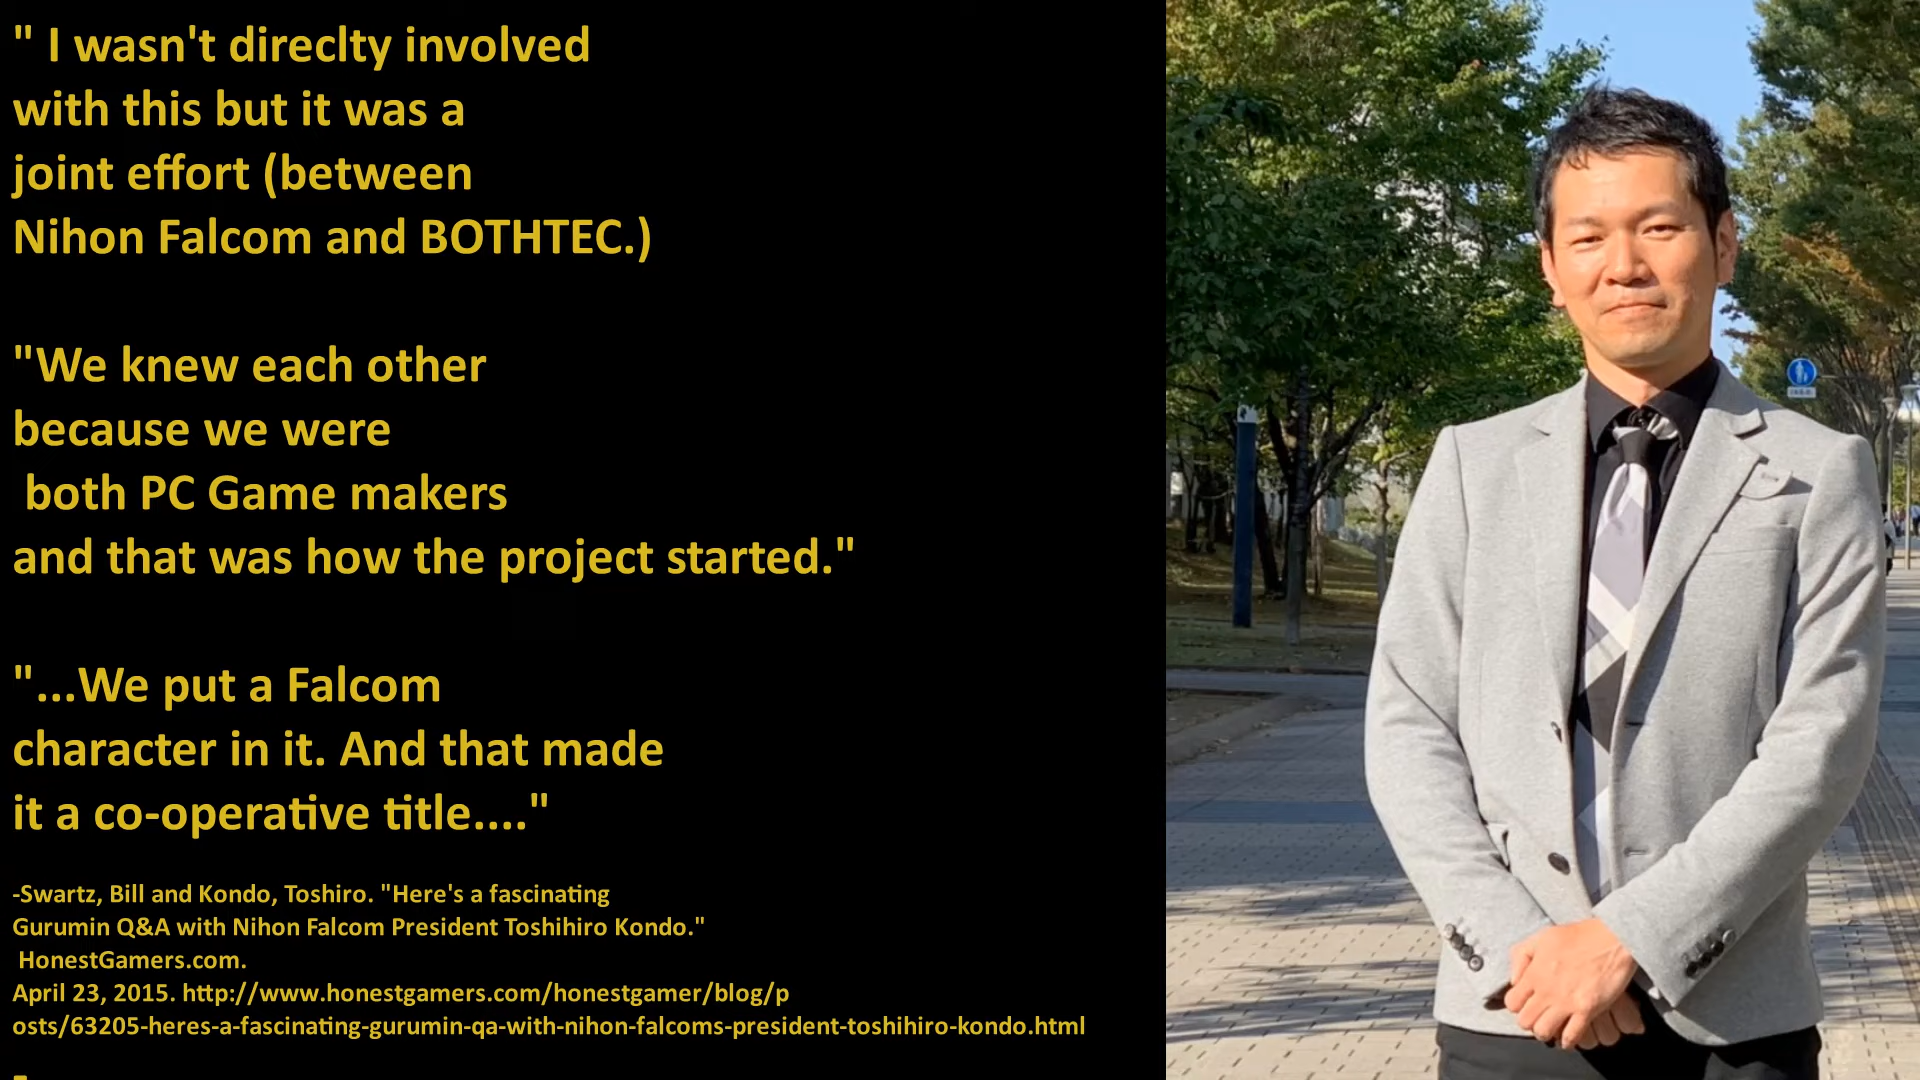 " I wasn't direclty involved
with this but it was a
joint effort (between
Nihon Falcom and BOTHTEC.)
"We knew each other
because we were
both PC Game makers
and that was how the project started."
"...We put a Falcom
character in it. And that made
it a co-operative title...."
-Swartz, Bill and Kondo, Toshiro. "Here's a fascinating
Gurumin Q&A with Nihon Falcom President Toshihiro Kondo."
HonestGamers.com.
April 23, 2015. http://www.honestgamers.com/honestgamer/blog/p
osts/63205-heres-a-fascinating-gurumin-qa-with-nihon-falcoms-president-toshihiro-kondo.html